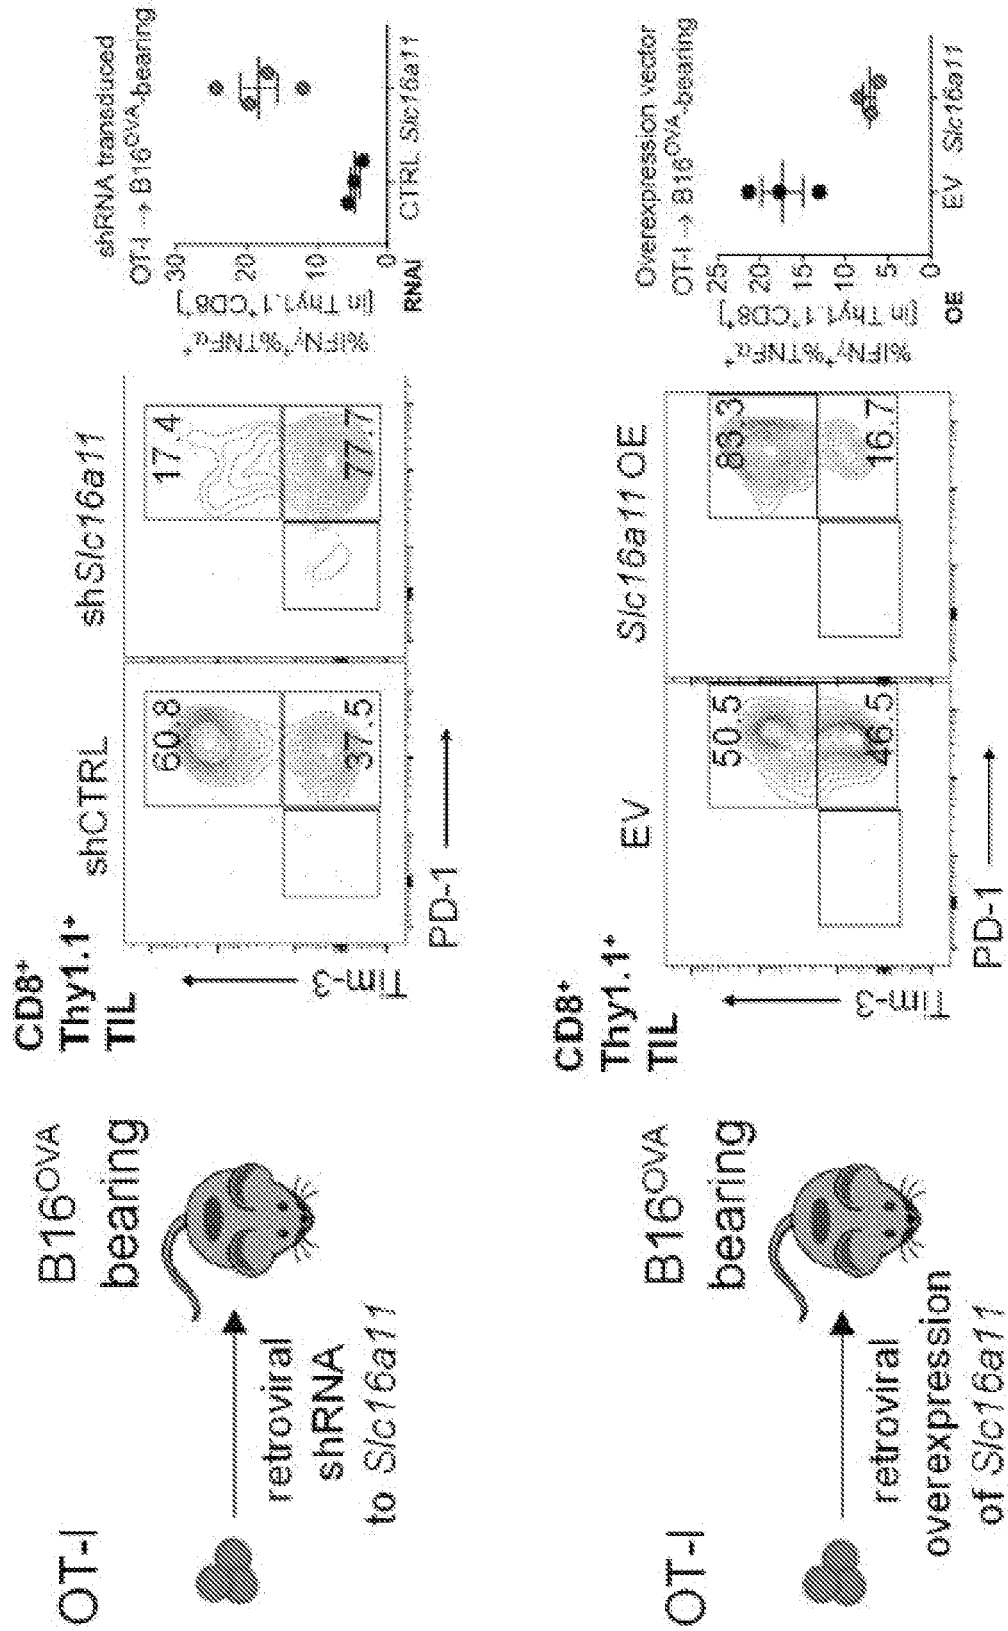 OT-I
retroviral
shRNA
to Slc16a11
B16OVA
bearing
CD8+
Thy1.1+
TIL
shCTRL
shSlc16a11
60.8
37.5
17.4
77.7
Tim-3
PD-1
shRNA transduced
OT-I → B16OVA-bearing
%IFNγ+%TNFα+
[in Thy1.1+CD8+]
30
20
10
0
RNAi
CTRL Slc16a11
OT-I
retroviral
overexpression
of Slc16a11
B16OVA
bearing
CD8+
Thy1.1+
TIL
EV
Slc16a11 OE
50.5
46.5
83.3
16.7
Tim-3
PD-1
Overexpression vector
OT-I → B16OVA-bearing
%IFNγ+%TNFα+
[in Thy1.1+CD8+]
25
20
15
10
5
0
OE
EV Slc16a11